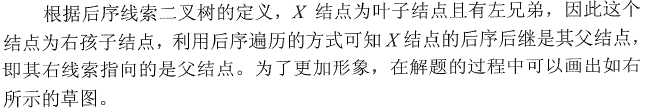 根据后序线索二叉树的定义，X 结点为叶子结点且有左兄弟，因此这个
结点为右孩子结点，利用后序遍历的方式可知 X 结点的后序后继是其父结点，
即其右线索指向的是父结点。为了更加形象，在解题的过程中可以画出如右
所示的草图。